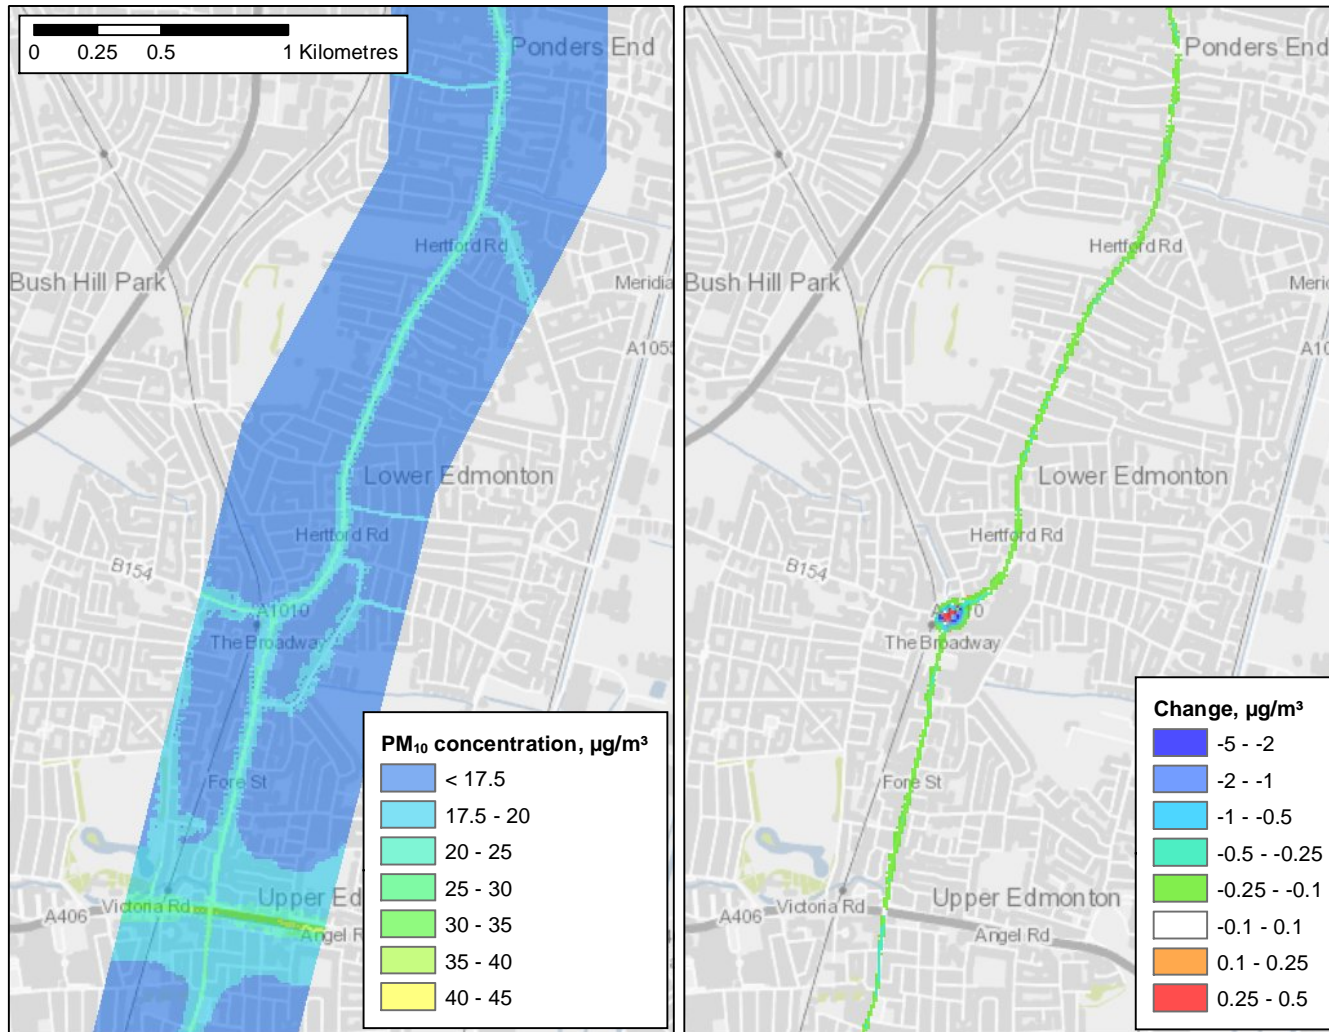 0 0.25 0.5 1 Kilometres
Ponders End
Hertford Rd
Bush Hill Park
Meridia
A1055
Lower Edmonton
Hertford Rd
B154
A1010
The Broadway
Fore St
Upper Ed
A406
Victoria Rd
Angel R
PM₁₀ concentration, µg/m³
< 17.5
17.5 - 20
20 - 25
25 - 30
30 - 35
35 - 40
40 - 45
Ponders End
Hertford Rd
Bush Hill Park
Meric
A10
Lower Edmonton
Hertford Rd
B154
A1010
The Broadway
Fore St
Upper Edmonton
A406
Victoria Rd
Angel Rd
Change, µg/m³
-5 - -2
-2 - -1
-1 - -0.5
-0.5 - -0.25
-0.25 - -0.1
-0.1 - 0.1
0.1 - 0.25
0.25 - 0.5